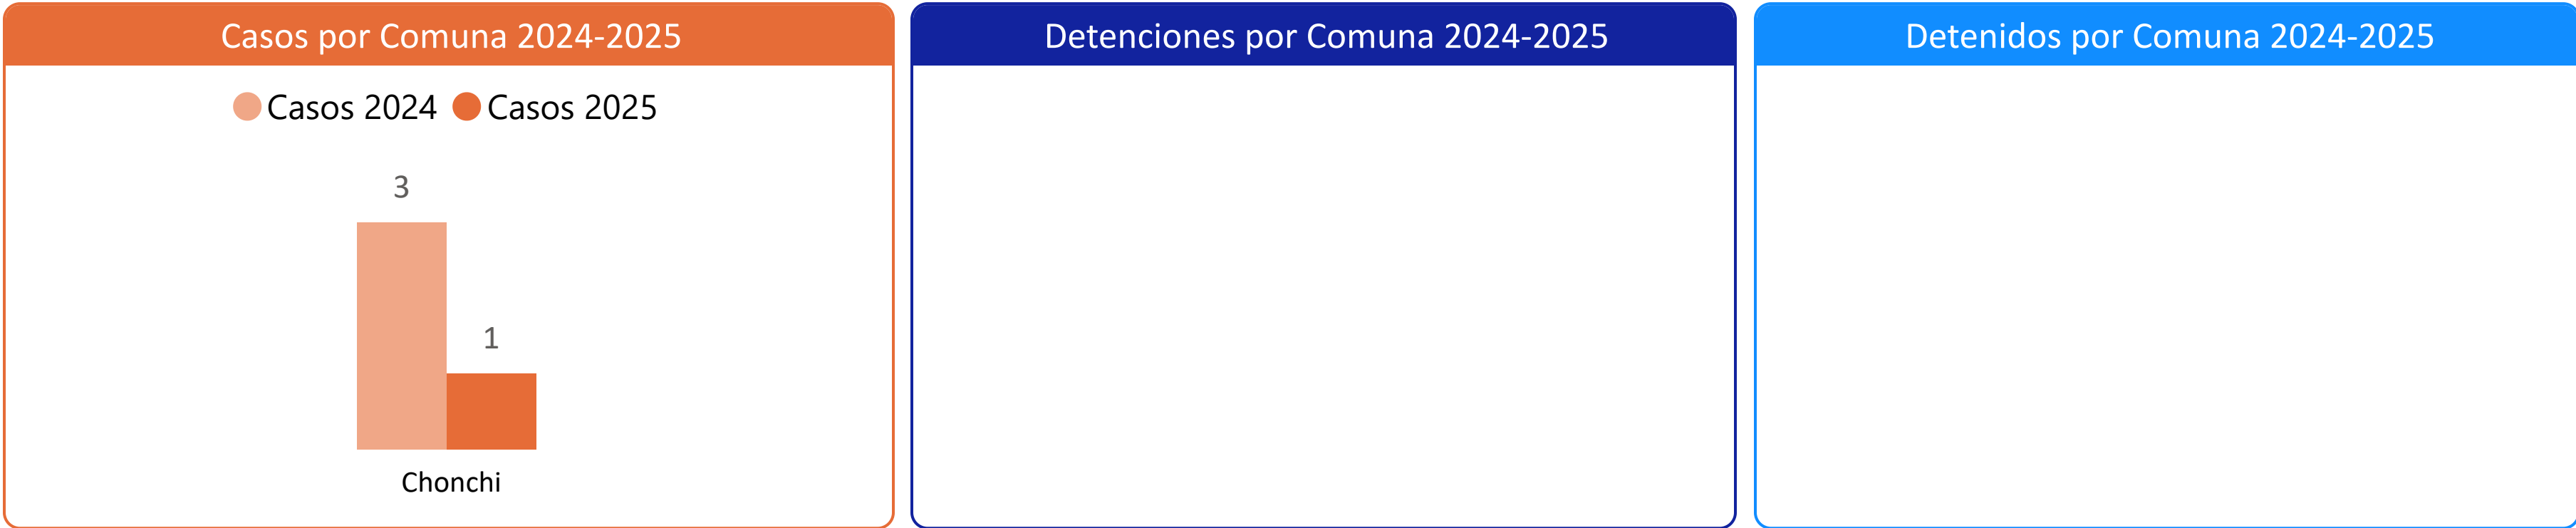 Casos por Comuna 2024-2025
Casos 2024 Casos 2025
3
1
Chonchi
Detenciones por Comuna 2024-2025
Detenidos por Comuna 2024-2025